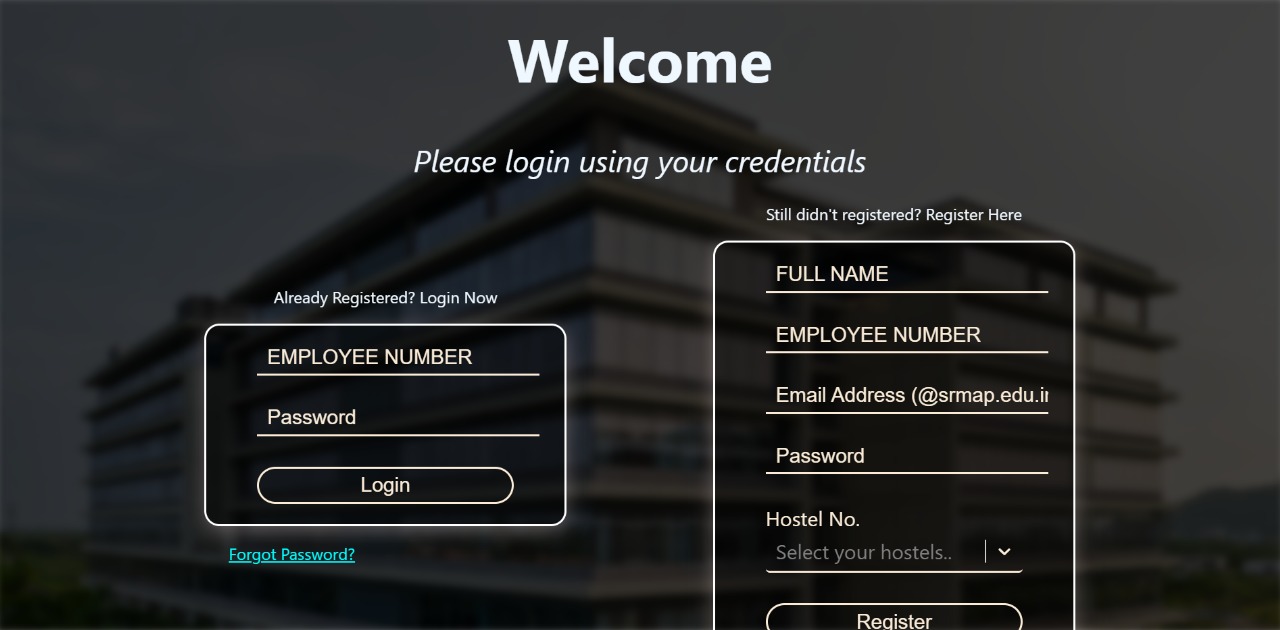 Welcome
Please login using your credentials
Already Registered? Login Now
EMPLOYEE NUMBER
Password
Login
Forgot Password?
Still didn't registered? Register Here
FULL NAME
EMPLOYEE NUMBER
Email Address (@srmap.edu.in
Password
Hostel No.
Select your hostels..
Register